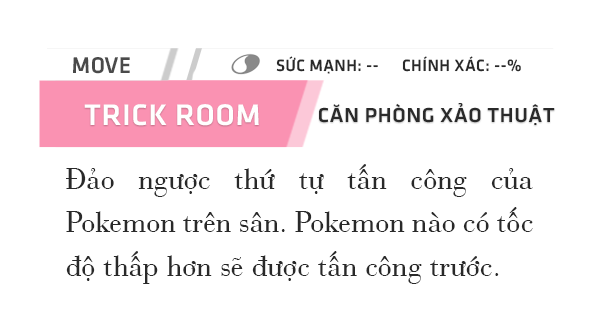 MOVE SỨC MẠNH: -- CHÍNH XÁC: --%
TRICK ROOM CĂN PHÒNG XẢO THUẬT
Đảo ngược thứ tự tấn công của
Pokemon trên sân. Pokemon nào có tốc
độ thấp hơn sẽ được tấn công trước.